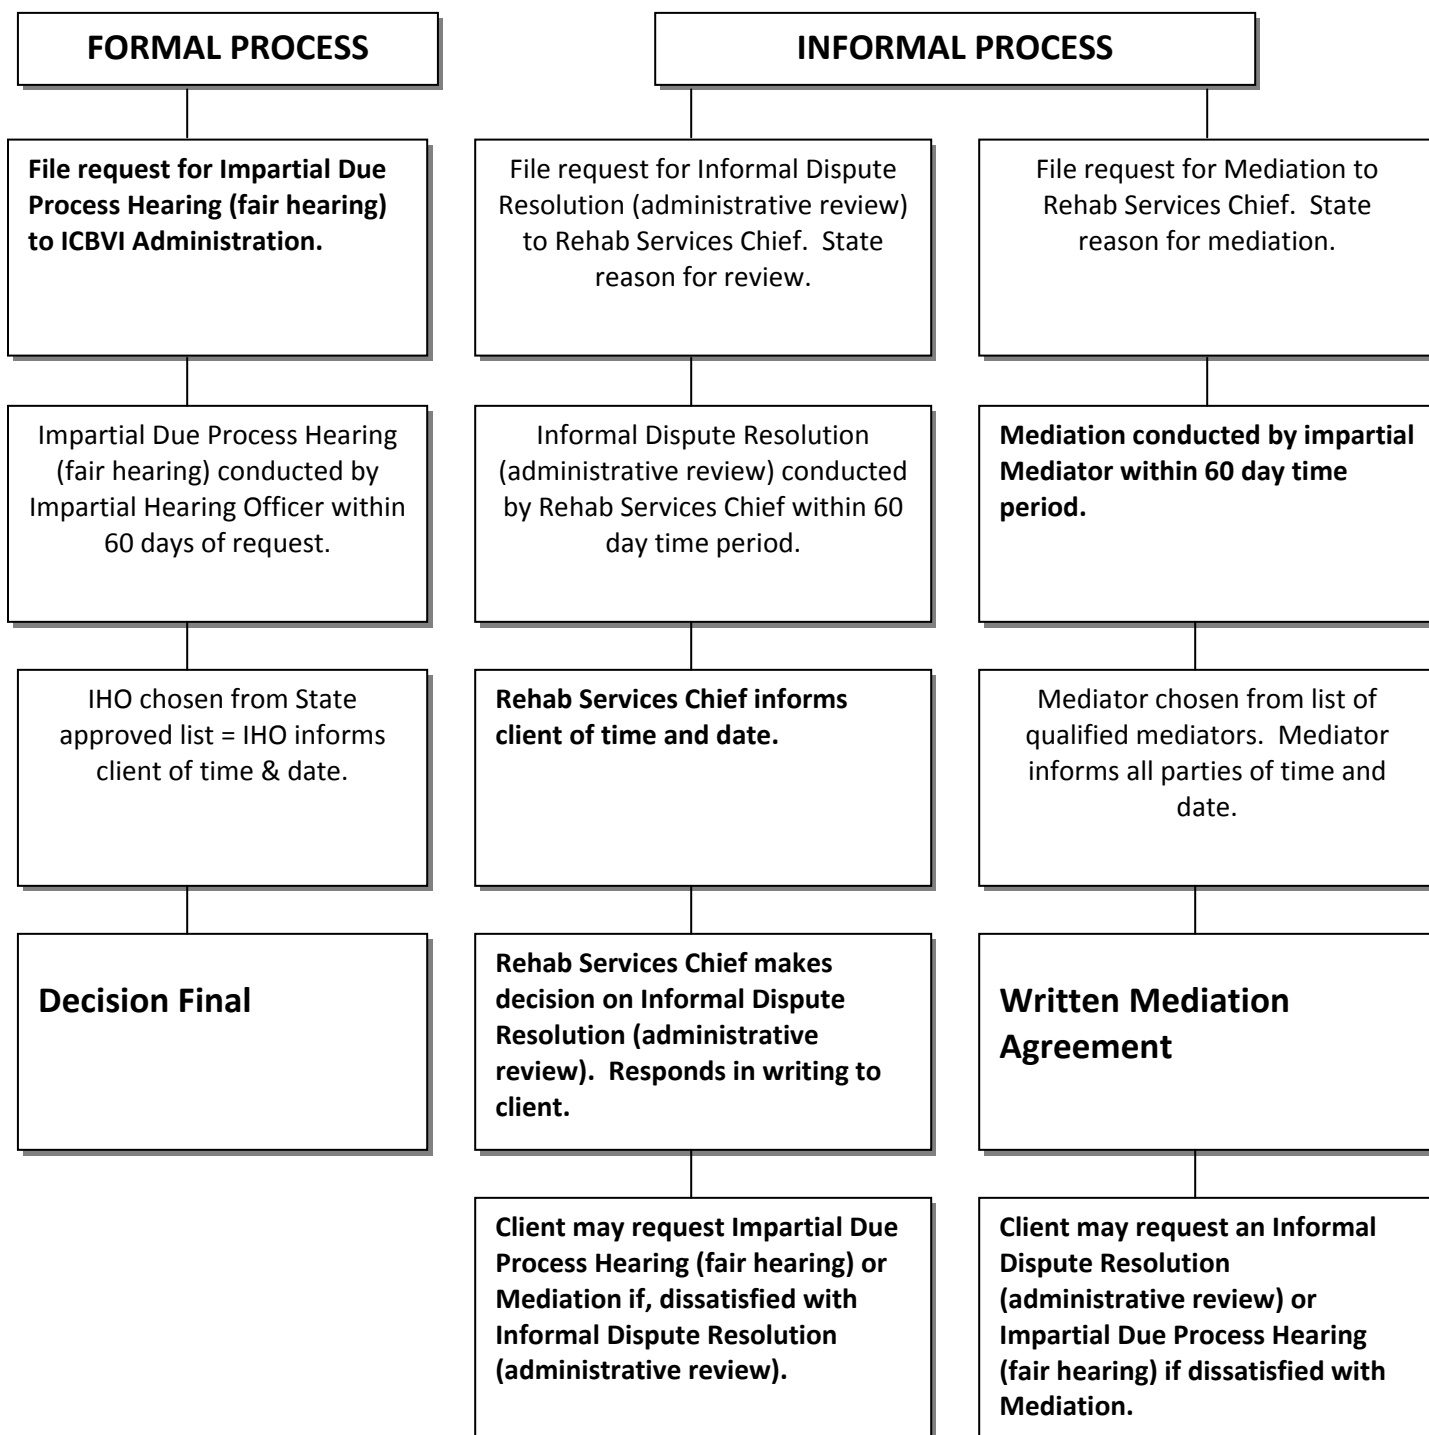 FORMAL PROCESS
INFORMAL PROCESS
File request for Impartial Due
Process Hearing (fair hearing)
to ICBVI Administration.
File request for Informal Dispute
Resolution (administrative review)
to Rehab Services Chief.  State
reason for review.
File request for Mediation to
Rehab Services Chief.  State
reason for mediation.
Impartial Due Process Hearing
(fair hearing) conducted by
Impartial Hearing Officer within
60 days of request.
Informal Dispute Resolution
(administrative review) conducted
by Rehab Services Chief within 60
day time period.
Mediation conducted by impartial
Mediator within 60 day time
period.
IHO chosen from State
approved list = IHO informs
client of time & date.
Rehab Services Chief informs
client of time and date.
Mediator chosen from list of
qualified mediators.  Mediator
informs all parties of time and
date.
Decision Final
Rehab Services Chief makes
decision on Informal Dispute
Resolution (administrative
review).  Responds in writing to
client.
Written Mediation
Agreement
Client may request Impartial Due
Process Hearing (fair hearing) or
Mediation if, dissatisfied with
Informal Dispute Resolution
(administrative review).
Client may request an Informal
Dispute Resolution
(administrative review) or
Impartial Due Process Hearing
(fair hearing) if dissatisfied with
Mediation.